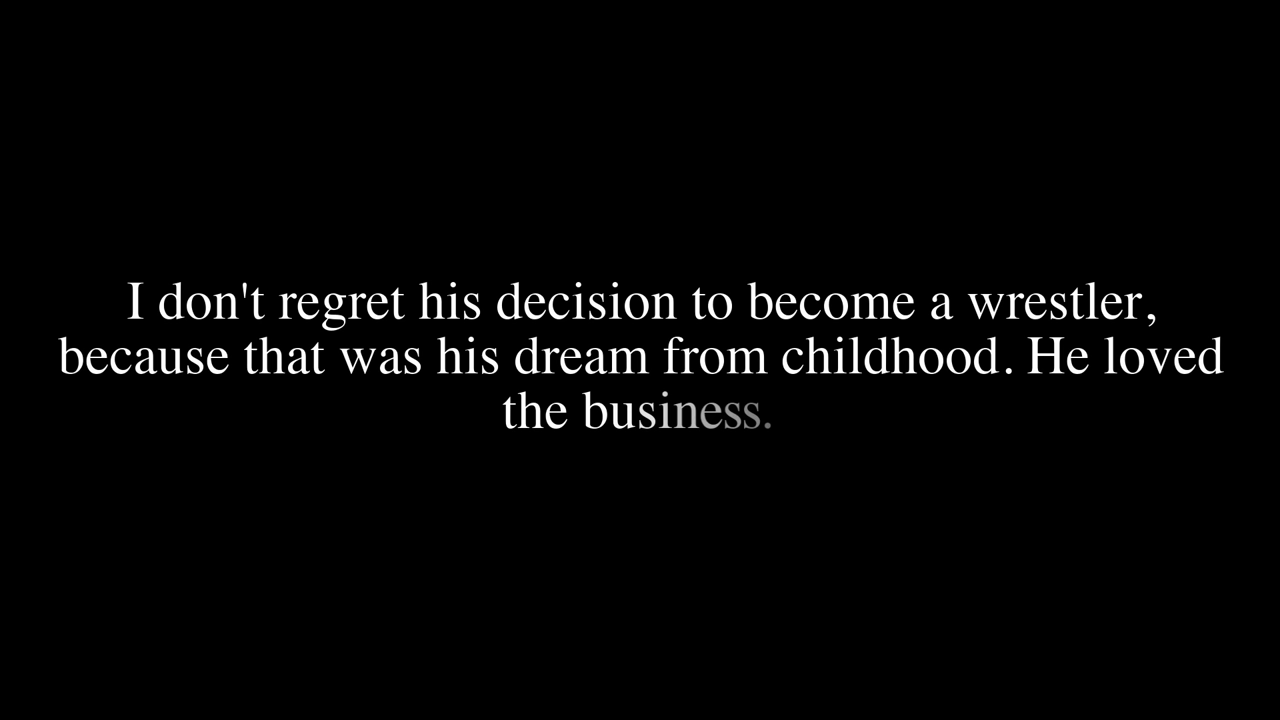 I don't regret his decision to become a wrestler,
because that was his dream from childhood. He loved
the business.